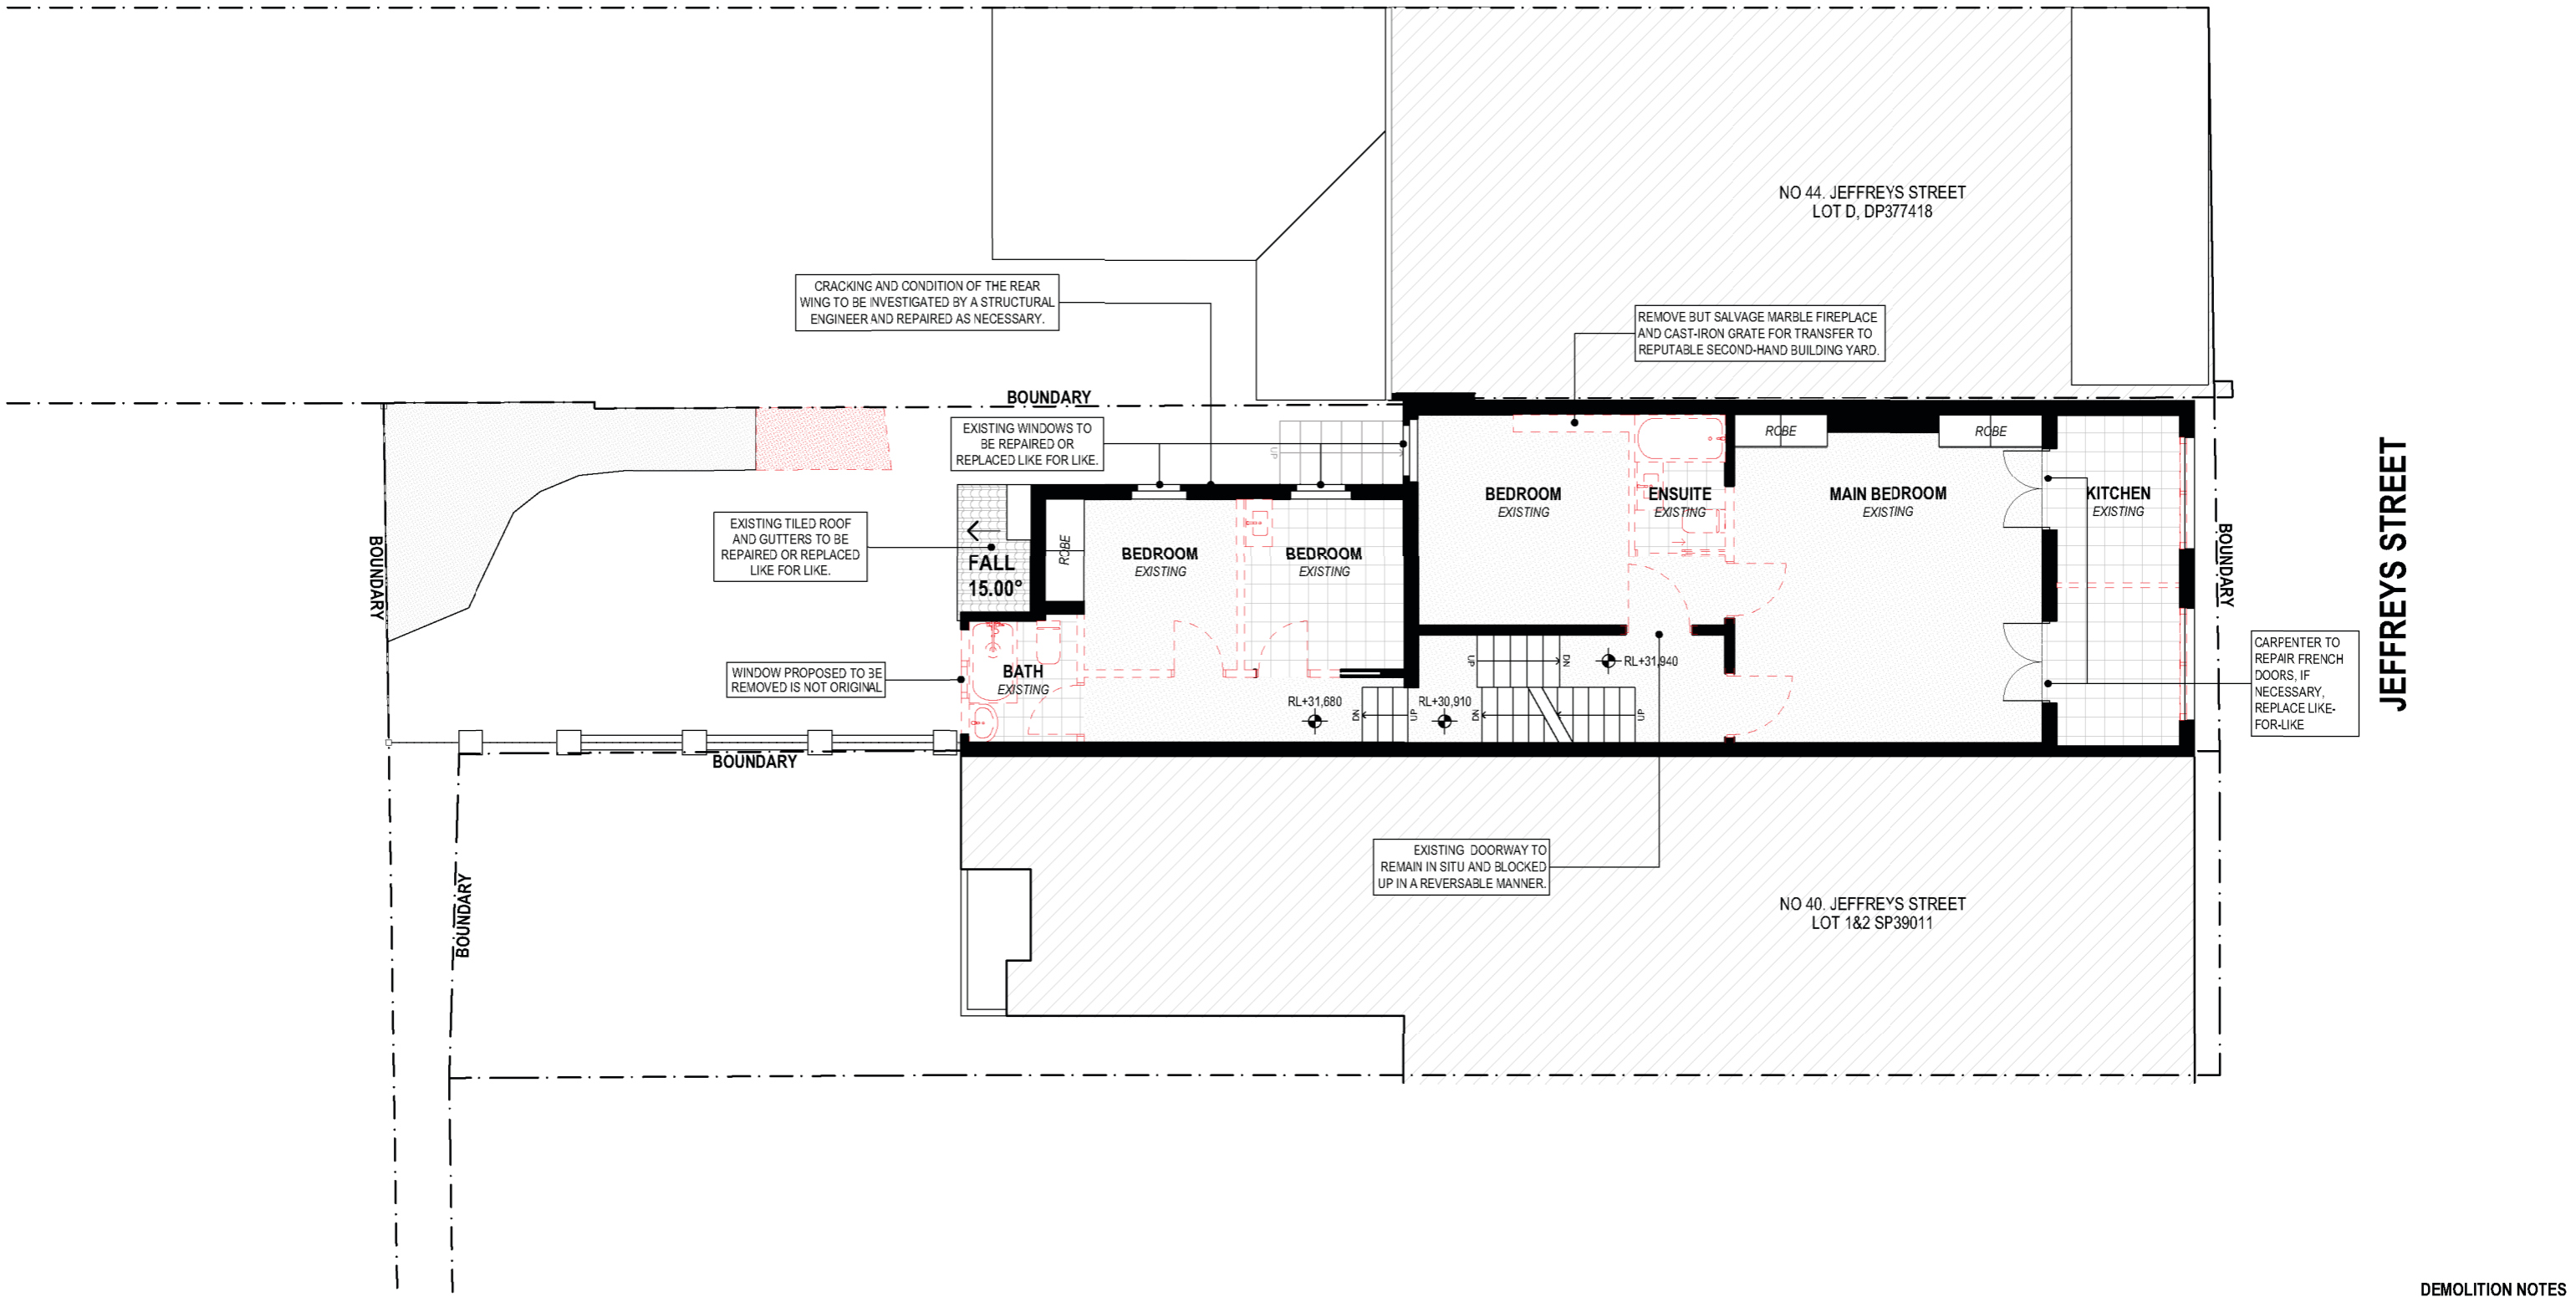 NO 44. JEFFREYS STREET
LOT D, DP377418
CRACKING AND CONDITION OF THE REAR
WING TO BE INVESTIGATED BY A STRUCTURAL
ENGINEER AND REPAIRED AS NECESSARY.
REMOVE BUT SALVAGE MARBLE FIREPLACE
AND CAST-IRON GRATE FOR TRANSFER TO
REPUTABLE SECOND-HAND BUILDING YARD.
BOUNDARY
EXISTING WINDOWS TO
BE REPAIRED OR
REPLACED LIKE FOR LIKE.
UP
ROBE
ROBE
BEDROOM
EXISTING
ENSUITE
EXISTING
MAIN BEDROOM
EXISTING
KITCHEN
EXISTING
EXISTING TILED ROOF
AND GUTTERS TO BE
REPAIRED OR REPLACED
LIKE FOR LIKE.
FALL
15.00°
ROBE
BEDROOM
EXISTING
BEDROOM
EXISTING
BOUNDARY
BOUNDARY
JEFFREYS STREET
WINDOW PROPOSED TO BE
REMOVED IS NOT ORIGINAL
BATH
EXISTING
UP
DN
RL+31,940
CARPENTER TO
REPAIR FRENCH
DOORS, IF
NECESSARY,
REPLACE LIKE-
FOR-LIKE
RL+31,680
DN
UP
RL+30,910
DN
UP
BOUNDARY
EXISTING DOORWAY TO
REMAIN IN SITU AND BLOCKED
UP IN A REVERSABLE MANNER.
BOUNDARY
NO 40. JEFFREYS STREET
LOT 1&2 SP39011
DEMOLITION NOTES